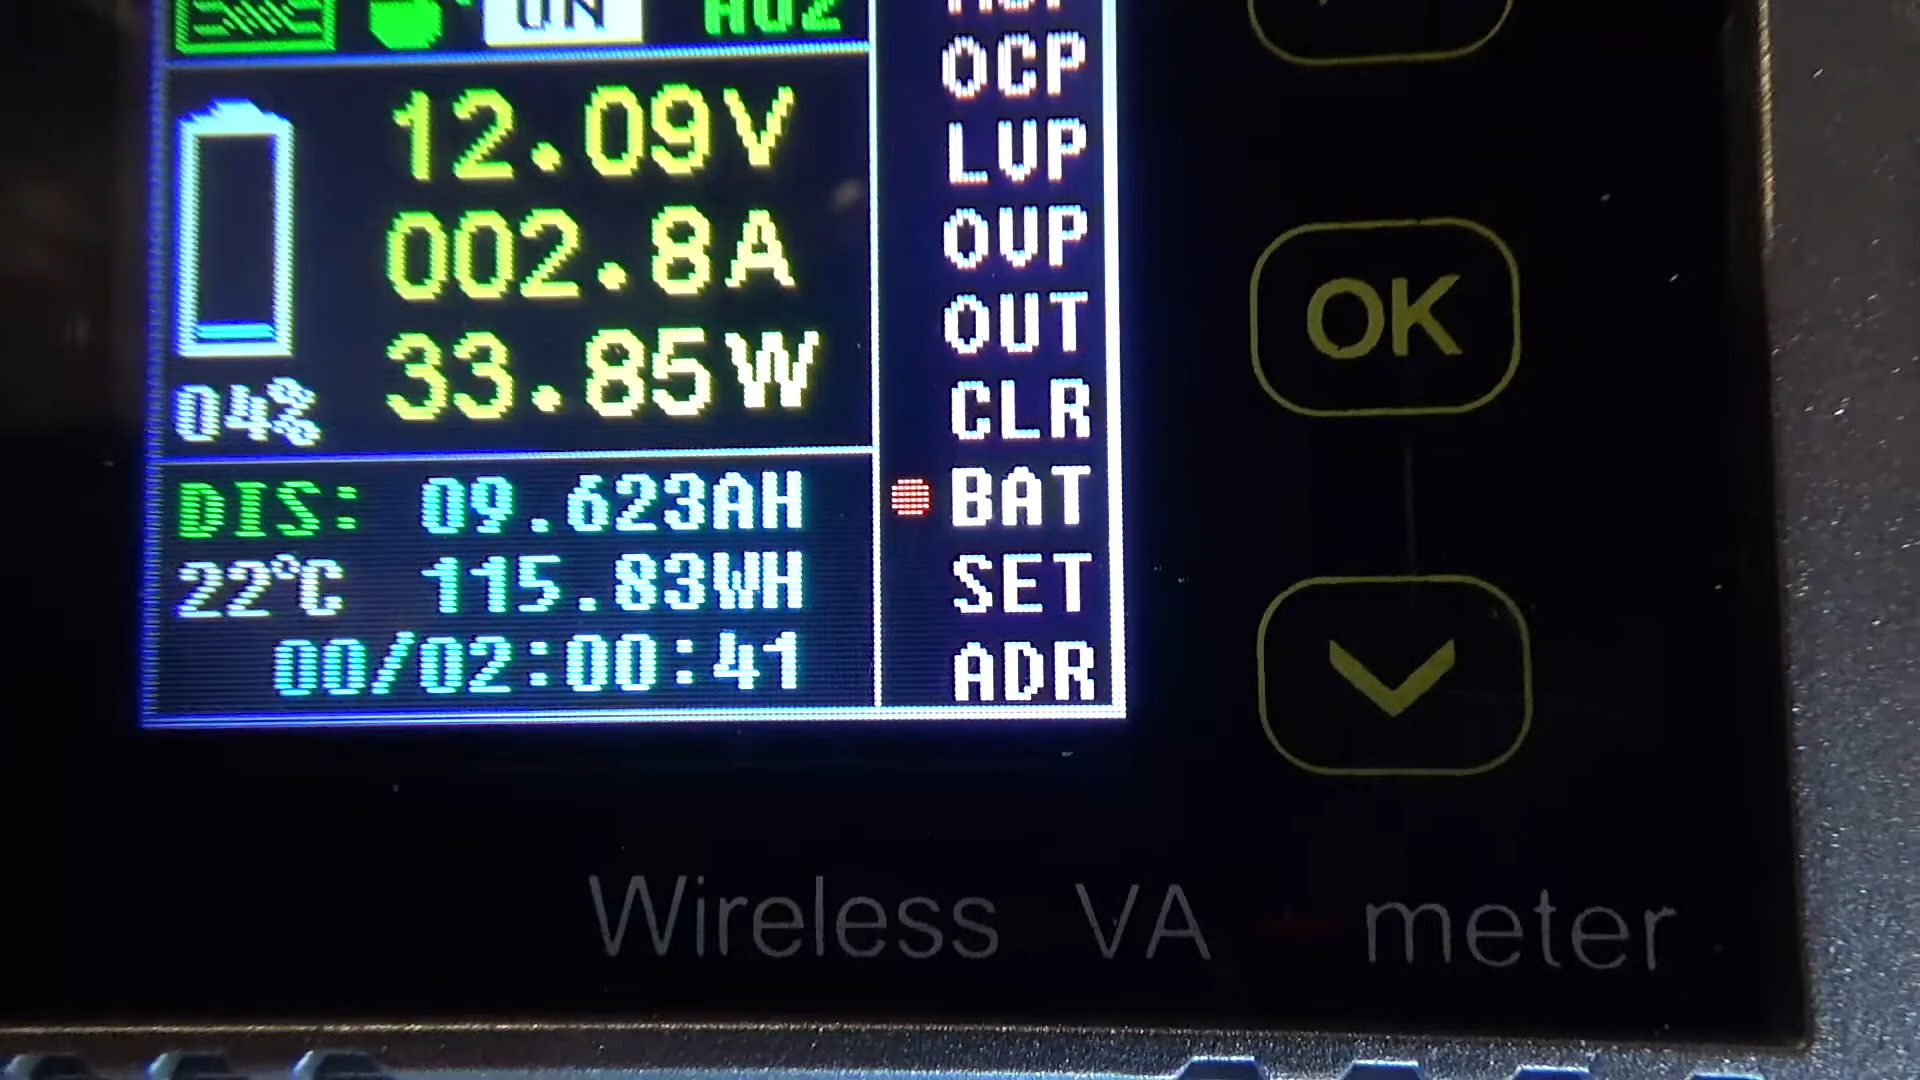 ON
OCP
12.09V
LVP
002.8A
OVP
OUT
33.85W
04%
CLR
DIS: 09.623AH
BAT
22°C 115.83WH
SET
00/02:00:41
ADR
OK
Wireless VA meter